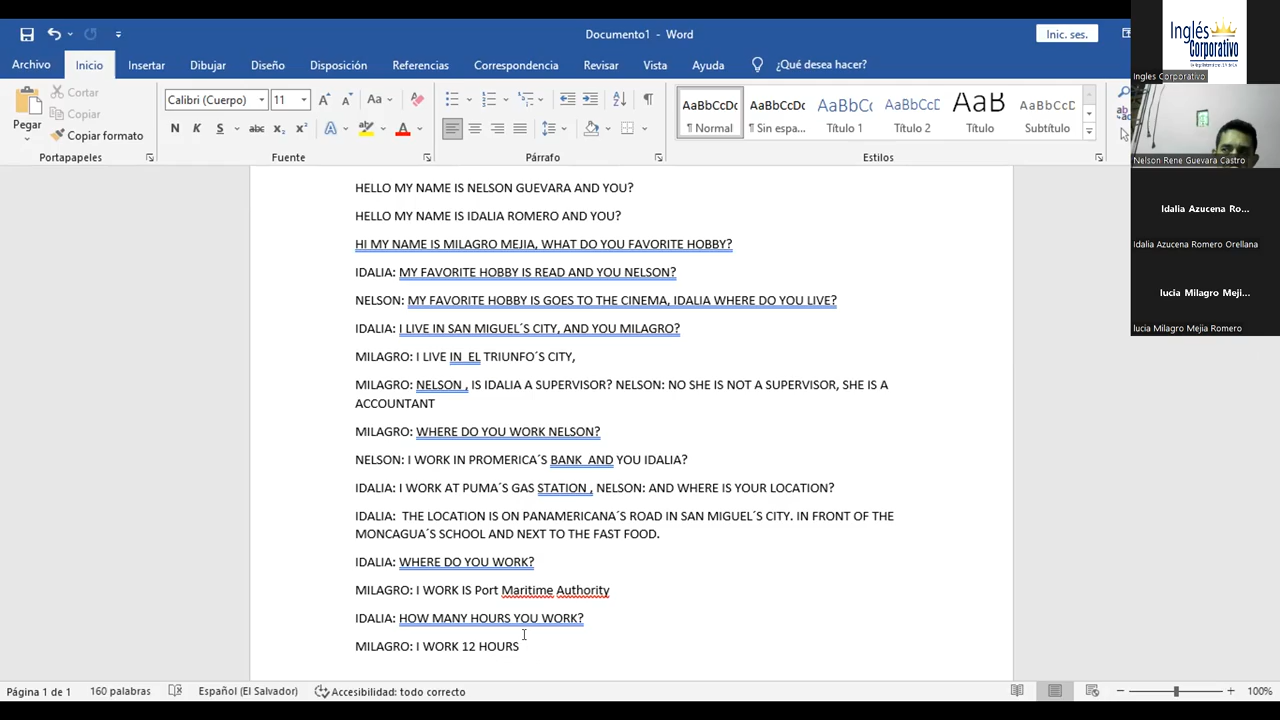 Documento1 - Word
Inic. ses.
Archivo Inicio Insertar Dibujar Diseño Disposición Referencias Correspondencia Revisar Vista Ayuda ¿Qué desea hacer?
Pegar
Cortar
Copiar
Copiar formato
Portapapeles
Calibri (Cuerpo) 11
Aa
N K S abc x₂ x²
Fuente
Párrafo
AaBbCcDc AaBbCcDc AaBbCc AaBbCcD AaB AaBbCcD
¶ Normal ¶ Sin espa... Título 1 Título 2 Título Subtítulo
Estilos
Inglés
Corporativo
Ingles Corporativo
Nelson Rene Guevara Castro
Idalia Azucena Ro...
Idalia Azucena Romero Orellana
lucia Milagro Meji...
lucia Milagro Mejia Romero
HELLO MY NAME IS NELSON GUEVARA AND YOU?
HELLO MY NAME IS IDALIA ROMERO AND YOU?
HI MY NAME IS MILAGRO MEJIA, WHAT DO YOU FAVORITE HOBBY?
IDALIA: MY FAVORITE HOBBY IS READ AND YOU NELSON?
NELSON: MY FAVORITE HOBBY IS GOES TO THE CINEMA, IDALIA WHERE DO YOU LIVE?
IDALIA: I LIVE IN SAN MIGUEL´S CITY, AND YOU MILAGRO?
MILAGRO: I LIVE IN  EL TRIUNFO´S CITY,
MILAGRO: NELSON , IS IDALIA A SUPERVISOR? NELSON: NO SHE IS NOT A SUPERVISOR, SHE IS A
ACCOUNTANT
MILAGRO: WHERE DO YOU WORK NELSON?
NELSON: I WORK IN PROMERICA´S BANK  AND YOU IDALIA?
IDALIA: I WORK AT PUMA´S GAS STATION , NELSON: AND WHERE IS YOUR LOCATION?
IDALIA:  THE LOCATION IS ON PANAMERICANA´S ROAD IN SAN MIGUEL´S CITY. IN FRONT OF THE
MONCAGUA´S SCHOOL AND NEXT TO THE FAST FOOD.
IDALIA: WHERE DO YOU WORK?
MILAGRO: I WORK IS Port Maritime Authority
IDALIA: HOW MANY HOURS YOU WORK?
MILAGRO: I WORK 12 HOURS
Página 1 de 1 160 palabras Español (El Salvador) Accesibilidad: todo correcto 100%